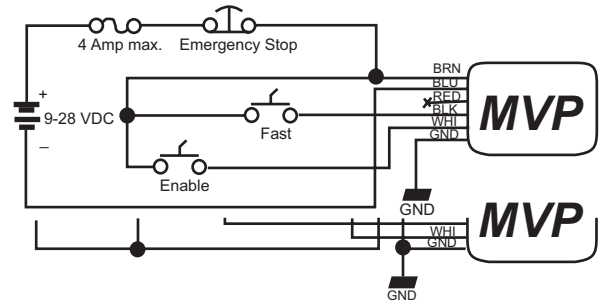 4 Amp max.
Emergency Stop
BRN
BLU
RED
BLK
WHI
GND
MVP
+
9-28 VDC
–
Fast
Enable
GND
MVP
WHI
GND
GND